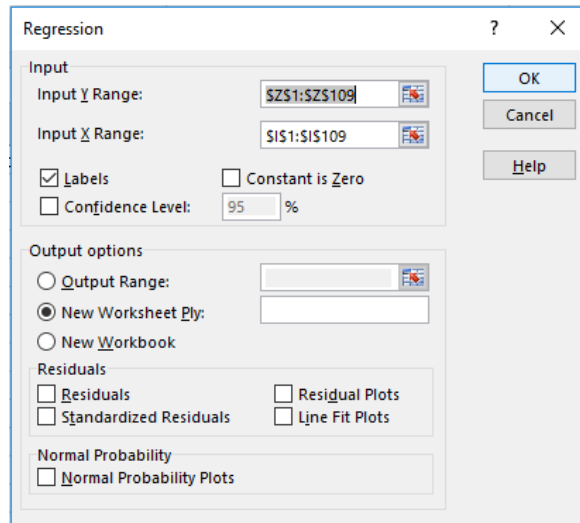 Regression ? ×
Input
Input Y Range: $Z$1:$Z$109
Input X Range: $I$1:$I$109
Labels Constant is Zero
Confidence Level: 95 %
OK
Cancel
Help
Output options
Output Range:
New Worksheet Ply:
New Workbook
Residuals
Residuals Residual Plots
Standardized Residuals Line Fit Plots
Normal Probability
Normal Probability Plots